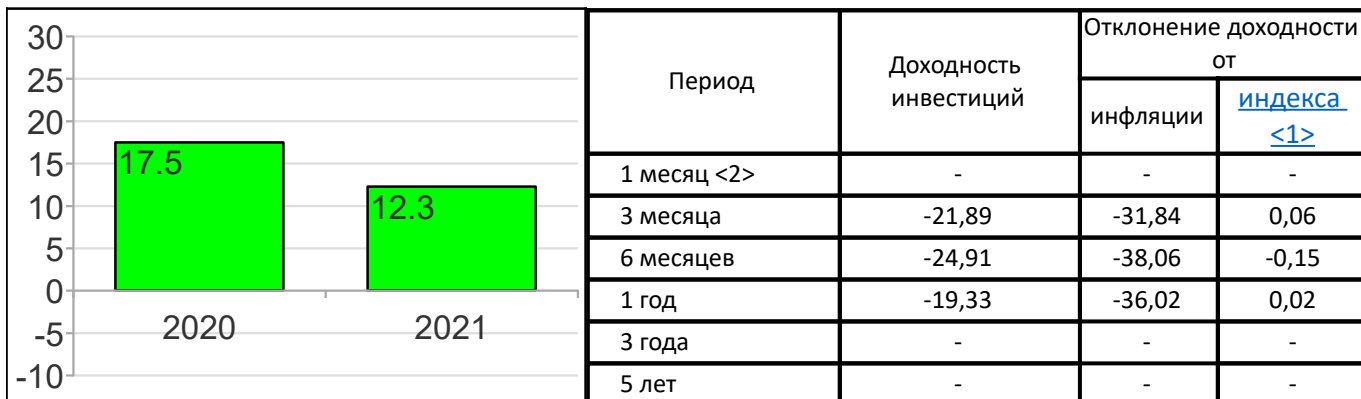 30
25
20
15
10
5
0
-5
-10
17.5
12.3
2020
2021
Период
Доходность
инвестиций
Отклонение доходности
от
инфляции
индекса
<1>
1 месяц <2> - - -
3 месяца -21,89 -31,84 0,06
6 месяцев -24,91 -38,06 -0,15
1 год -19,33 -36,02 0,02
3 года - - -
5 лет - - -